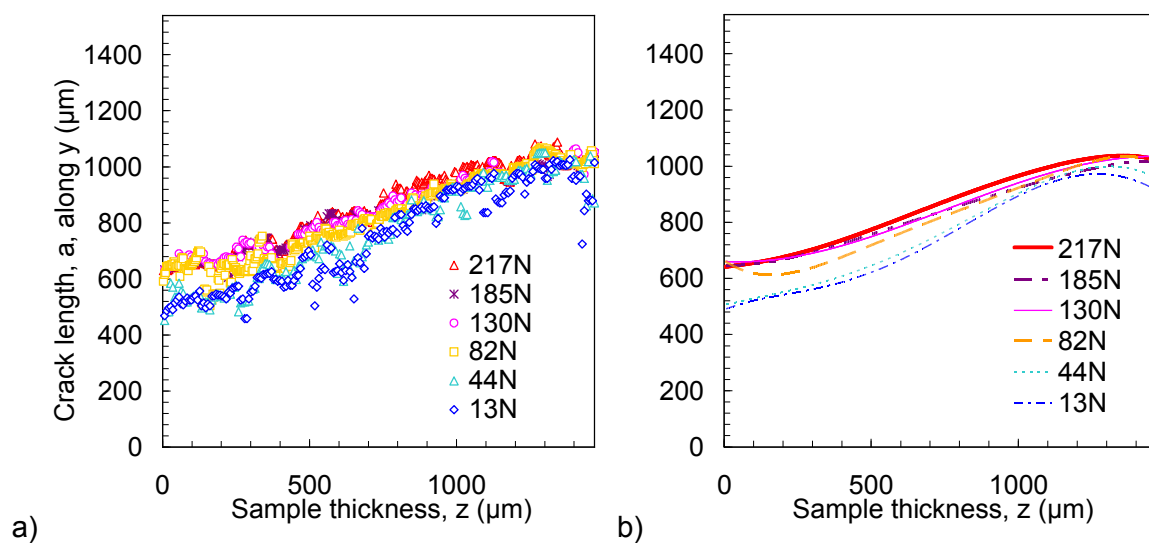 1400
1200
1000
800
600
400
200
0
Crack length, a, along y (µm)
217N
185N
130N
82N
44N
13N
0
500
1000
Sample thickness, z (µm)
a)
1400
1200
1000
800
600
400
200
0
217N
185N
130N
82N
44N
13N
0
500
1000
Sample thickness, z (µm)
b)